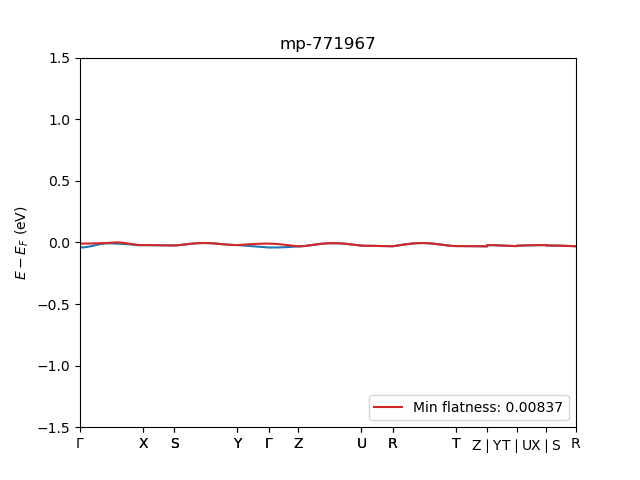 mp-771967
E − E_F (eV)
1.5
1.0
0.5
0.0
−0.5
−1.0
−1.5
Min flatness: 0.00837
Γ X S Y Γ Z U R T Z | YT | UX | S R